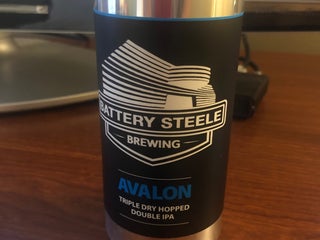 BATTERY STEELE
BREWING
AVALON
TRIPLE DRY HOPPED
DOUBLE IPA